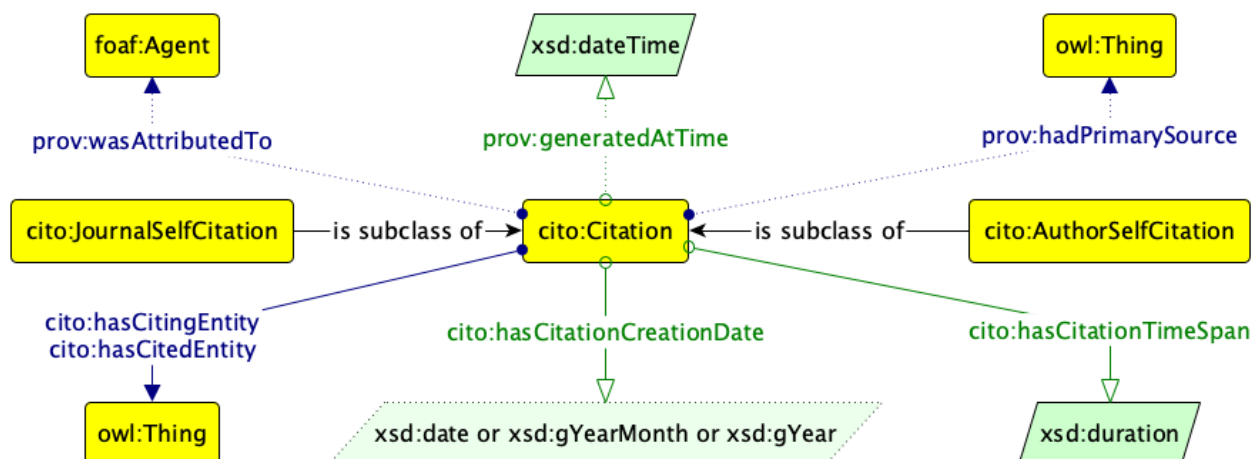 foaf:Agent
xsd:dateTime
owl:Thing
prov:wasAttributedTo
prov:generatedAtTime
prov:hadPrimarySource
cito:JournalSelfCitation
is subclass of
cito:Citation
is subclass of
cito:AuthorSelfCitation
cito:hasCitingEntity
cito:hasCitedEntity
cito:hasCitationCreationDate
cito:hasCitationTimeSpan
owl:Thing
xsd:date or xsd:gYearMonth or xsd:gYear
xsd:duration